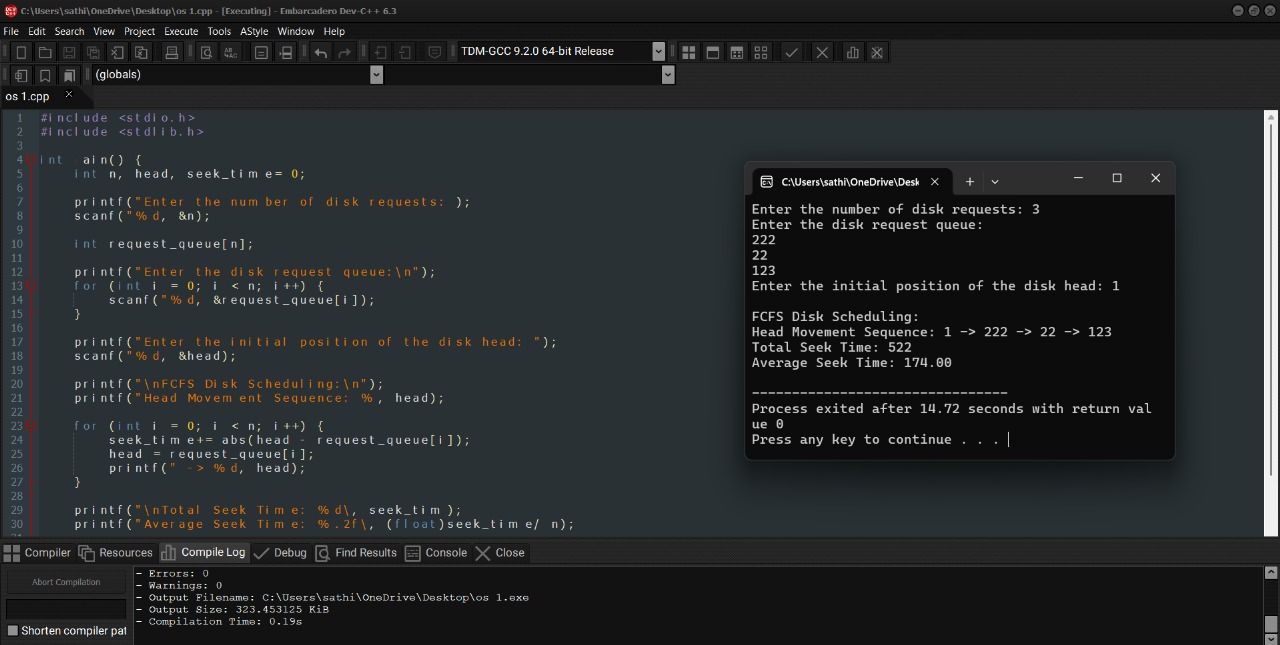 C:\Users\sathi\OneDrive\Desktop\os 1.cpp - [Executing] - Embarcadero Dev-C++ 6.3
File Edit Search View Project Execute Tools AStyle Window Help
TDM-GCC 9.2.0 64-bit Release
(globals)
os 1.cpp
1 #include <stdio.h>
2 #include <stdlib.h>
3
4 int ain() {
5 int n, head, seek_time= 0;
6
7 printf("Enter the number of disk requests: );
8 scanf("%d, &n);
9
10 int request_queue[n];
11
12 printf("Enter the disk request queue:\n");
13 for (int i = 0; i < n; i++) {
14 scanf("%d, &request_queue[i]);
15 }
16
17 printf("Enter the initial position of the disk head: ");
18 scanf("%d, &head);
19
20 printf("\nFCFS Disk Scheduling:\n");
21 printf("Head Movement Sequence: %, head);
22
23 for (int i = 0; i < n; i++) {
24 seek_time+= abs(head - request_queue[i]);
25 head = request_queue[i];
26 printf(" -> %d, head);
27 }
28
29 printf("\nTotal Seek Time: %d\, seek_tim);
30 printf("Average Seek Time: %.2f\, (float)seek_time/ n);
C:\Users\sathi\OneDrive\Desk
Enter the number of disk requests: 3
Enter the disk request queue:
222
22
123
Enter the initial position of the disk head: 1
FCFS Disk Scheduling:
Head Movement Sequence: 1 -> 222 -> 22 -> 123
Total Seek Time: 522
Average Seek Time: 174.00
--------------------------------
Process exited after 14.72 seconds with return val
ue 0
Press any key to continue . . .
Compiler Resources Compile Log Debug Find Results Console Close
Abort Compilation
Shorten compiler pat
- Errors: 0
- Warnings: 0
- Output Filename: C:\Users\sathi\OneDrive\Desktop\os 1.exe
- Output Size: 323.453125 KiB
- Compilation Time: 0.19s